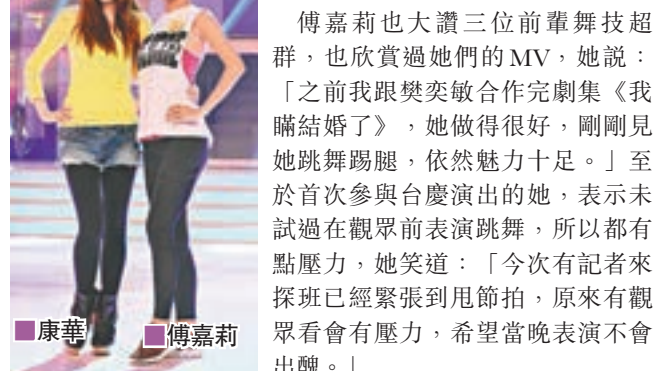 ■康華
■傅嘉莉
傅嘉莉也大讚三位前輩舞技超
群，也欣賞過她們的MV，她説：
「之前我跟樊奕敏合作完劇集《我
瞞結婚了》，她做得很好，剛剛見
她跳舞踢腿，依然魅力十足。」至
於首次參與台慶演出的她，表示未
試過在觀眾前表演跳舞，所以都有
點壓力，她笑道：「今次有記者來
探班已經緊張到甩節拍，原來有觀
眾看會有壓力，希望當晚表演不會
出醜。」